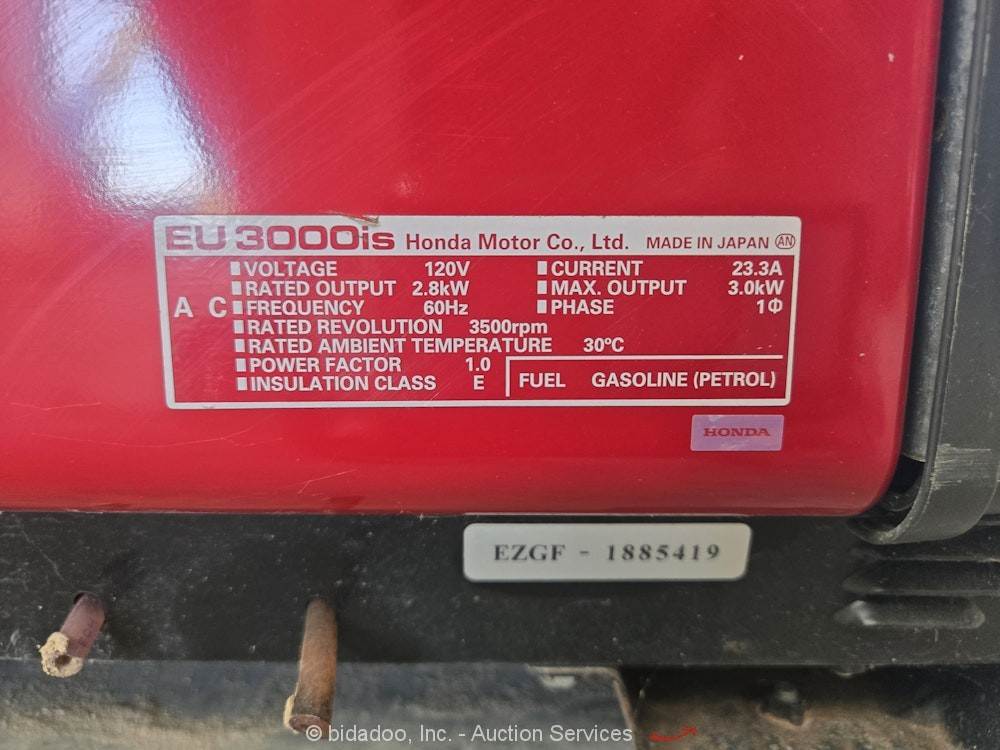 EU 3000is Honda Motor Co., Ltd. MADE IN JAPAN AN
VOLTAGE 120V CURRENT 23.3A
RATED OUTPUT 2.8kW MAX. OUTPUT 3.0kW
A C FREQUENCY 60Hz PHASE 1Φ
RATED REVOLUTION 3500rpm
RATED AMBIENT TEMPERATURE 30ºC
POWER FACTOR 1.0
INSULATION CLASS E FUEL GASOLINE (PETROL)
HONDA
EZGF - 1885419
© bidadoo, Inc. - Auction Services